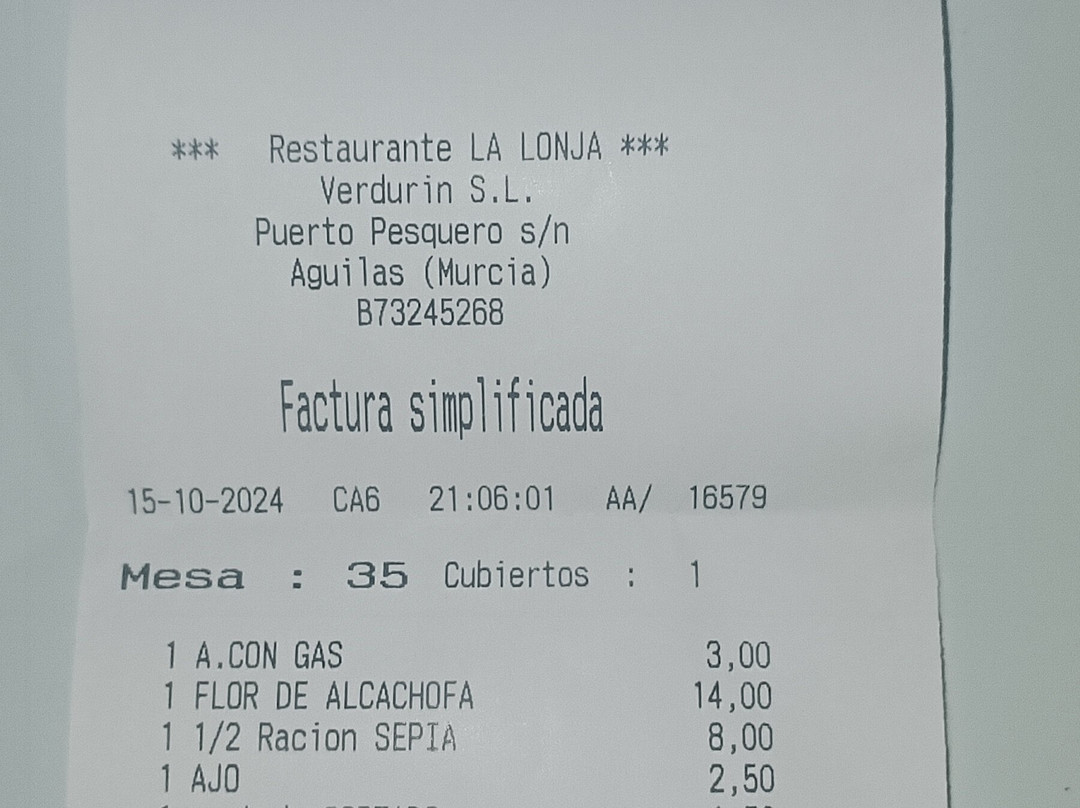 *** Restaurante LA LONJA ***
Verdurin S.L.
Puerto Pesquero s/n
Aguilas (Murcia)
B73245268
Factura simplificada
15-10-2024 CA6 21:06:01 AA/ 16579
Mesa : 35 Cubiertos : 1
1 A.CON GAS 3,00
1 FLOR DE ALCACHOFA 14,00
1 1/2 Racion SEPIA 8,00
1 AJO 2,50